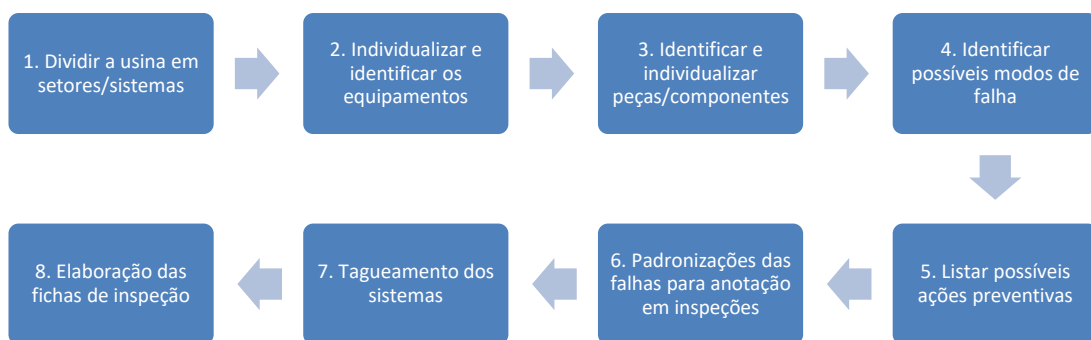 1. Dividir a usina em
setores/sistemas
2. Individualizar e
identificar os
equipamentos
3. Identificar e
individualizar
peças/componentes
4. Identificar
possíveis modos de
falha
5. Listar possíveis
ações preventivas
6. Padronizações das
falhas para anotação
em inspeções
7. Tagueamento dos
sistemas
8. Elaboração das
fichas de inspeção